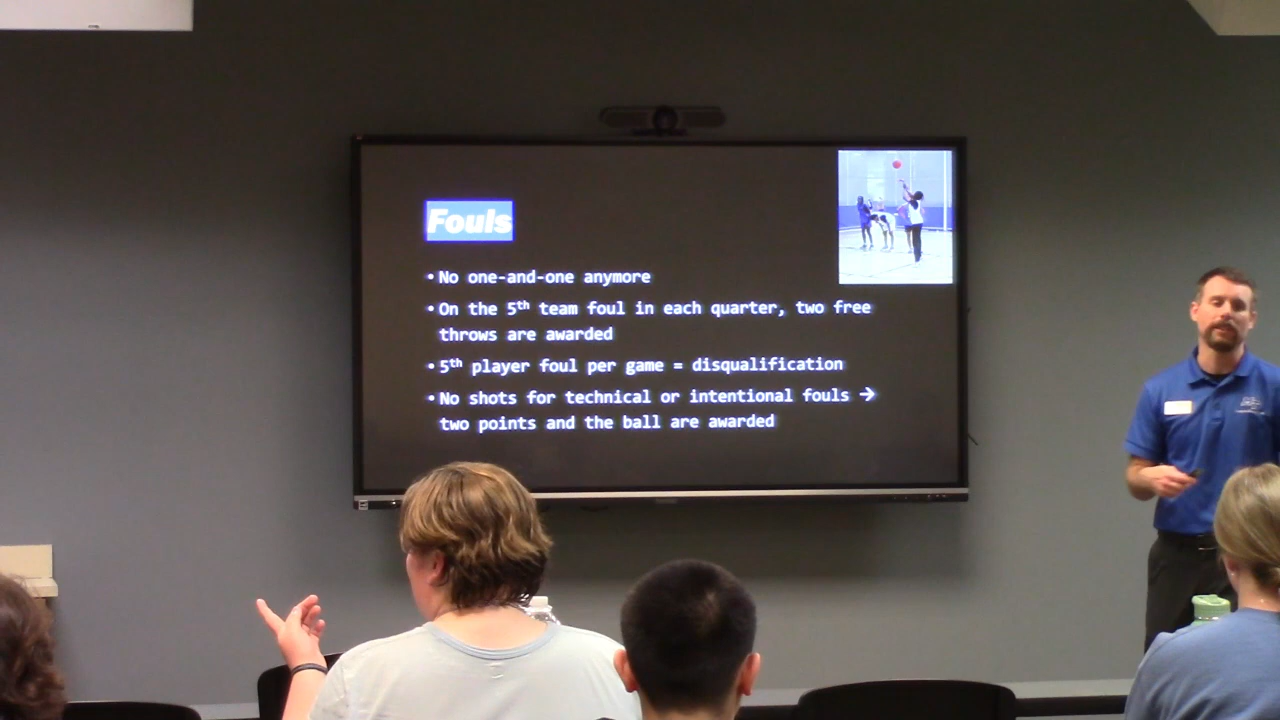 Fouls
• No one-and-one anymore
• On the 5th team foul in each quarter, two free
throws are awarded
• 5th player foul per game = disqualification
• No shots for technical or intentional fouls →
two points and the ball are awarded